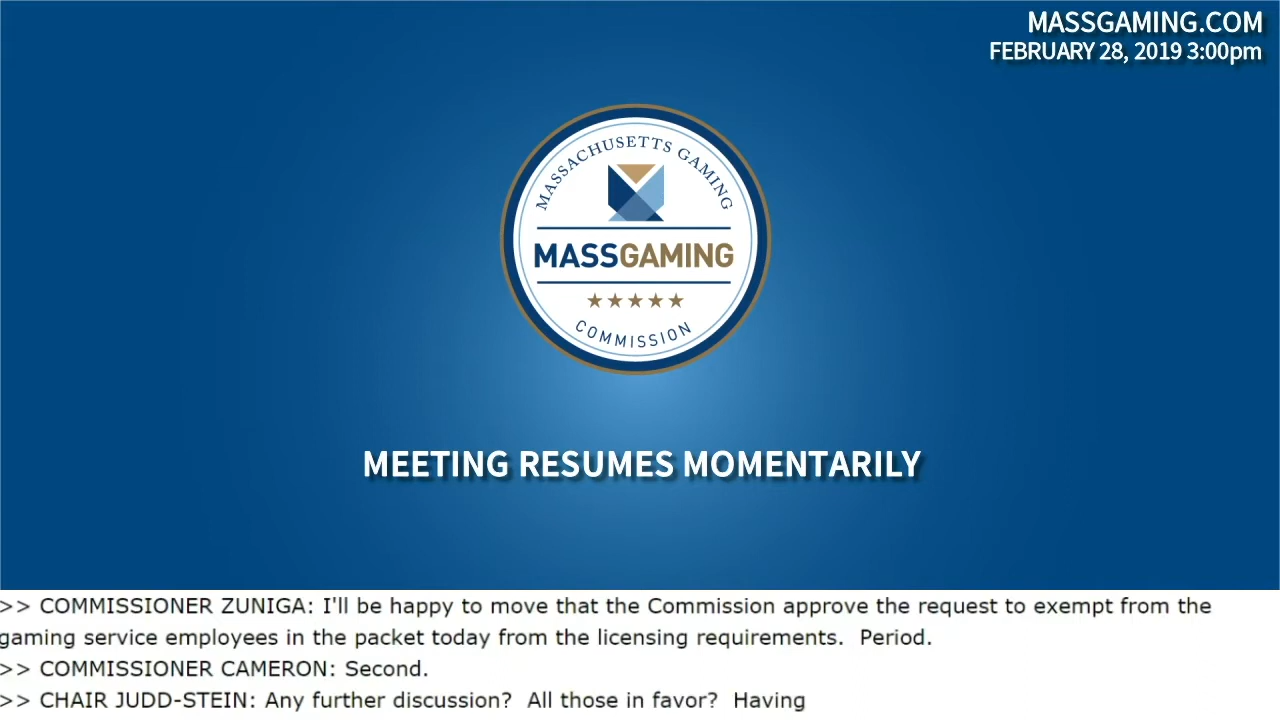 MASSGAMING.COM
FEBRUARY 28, 2019 3:00pm
MASSACHUSETTS GAMING
MASSGAMING
COMMISSION
MEETING RESUMES MOMENTARILY
>> COMMISSIONER ZUNIGA: I'll be happy to move that the Commission approve the request to exempt from the
gaming service employees in the packet today from the licensing requirements.  Period.
>> COMMISSIONER CAMERON: Second.
>> CHAIR JUDD-STEIN: Any further discussion?  All those in favor?  Having